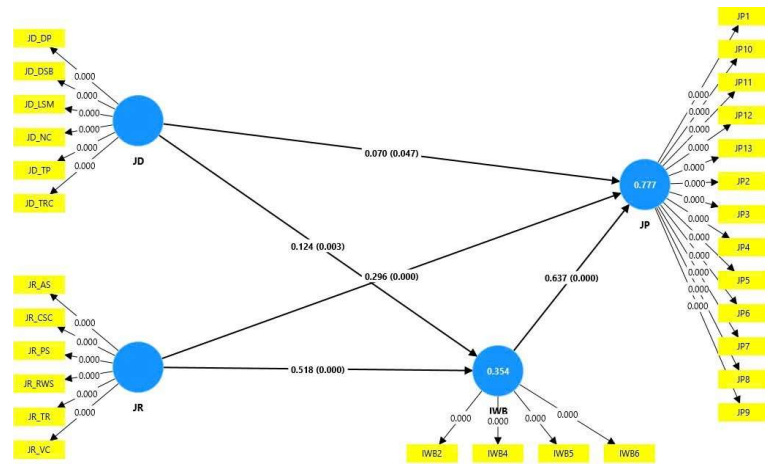 JD_DP
JD_DSB
JD_LSM
JD_NC
JD_TP
JD_TRC
0.000
0.000
0.000
0.000
0.000
0.000
JD
JR_AS
JR_CSC
JR_PS
JR_RWS
JR_TR
JR_VC
0.000
0.000
0.000
0.000
0.000
0.000
JR
0.070 (0.047)
0.124 (0.003)
0.296 (0.000)
0.518 (0.000)
0.637 (0.000)
0.354
IWB
0.000
0.000
0.000
0.000
IWB2
IWB4
IWB5
IWB6
0.777
JP
0.000
0.000
0.000
0.000
0.000
0.000
0.000
0.000
0.000
0.000
0.000
0.000
0.000
JP1
JP10
JP11
JP12
JP13
JP2
JP3
JP4
JP5
JP6
JP7
JP8
JP9